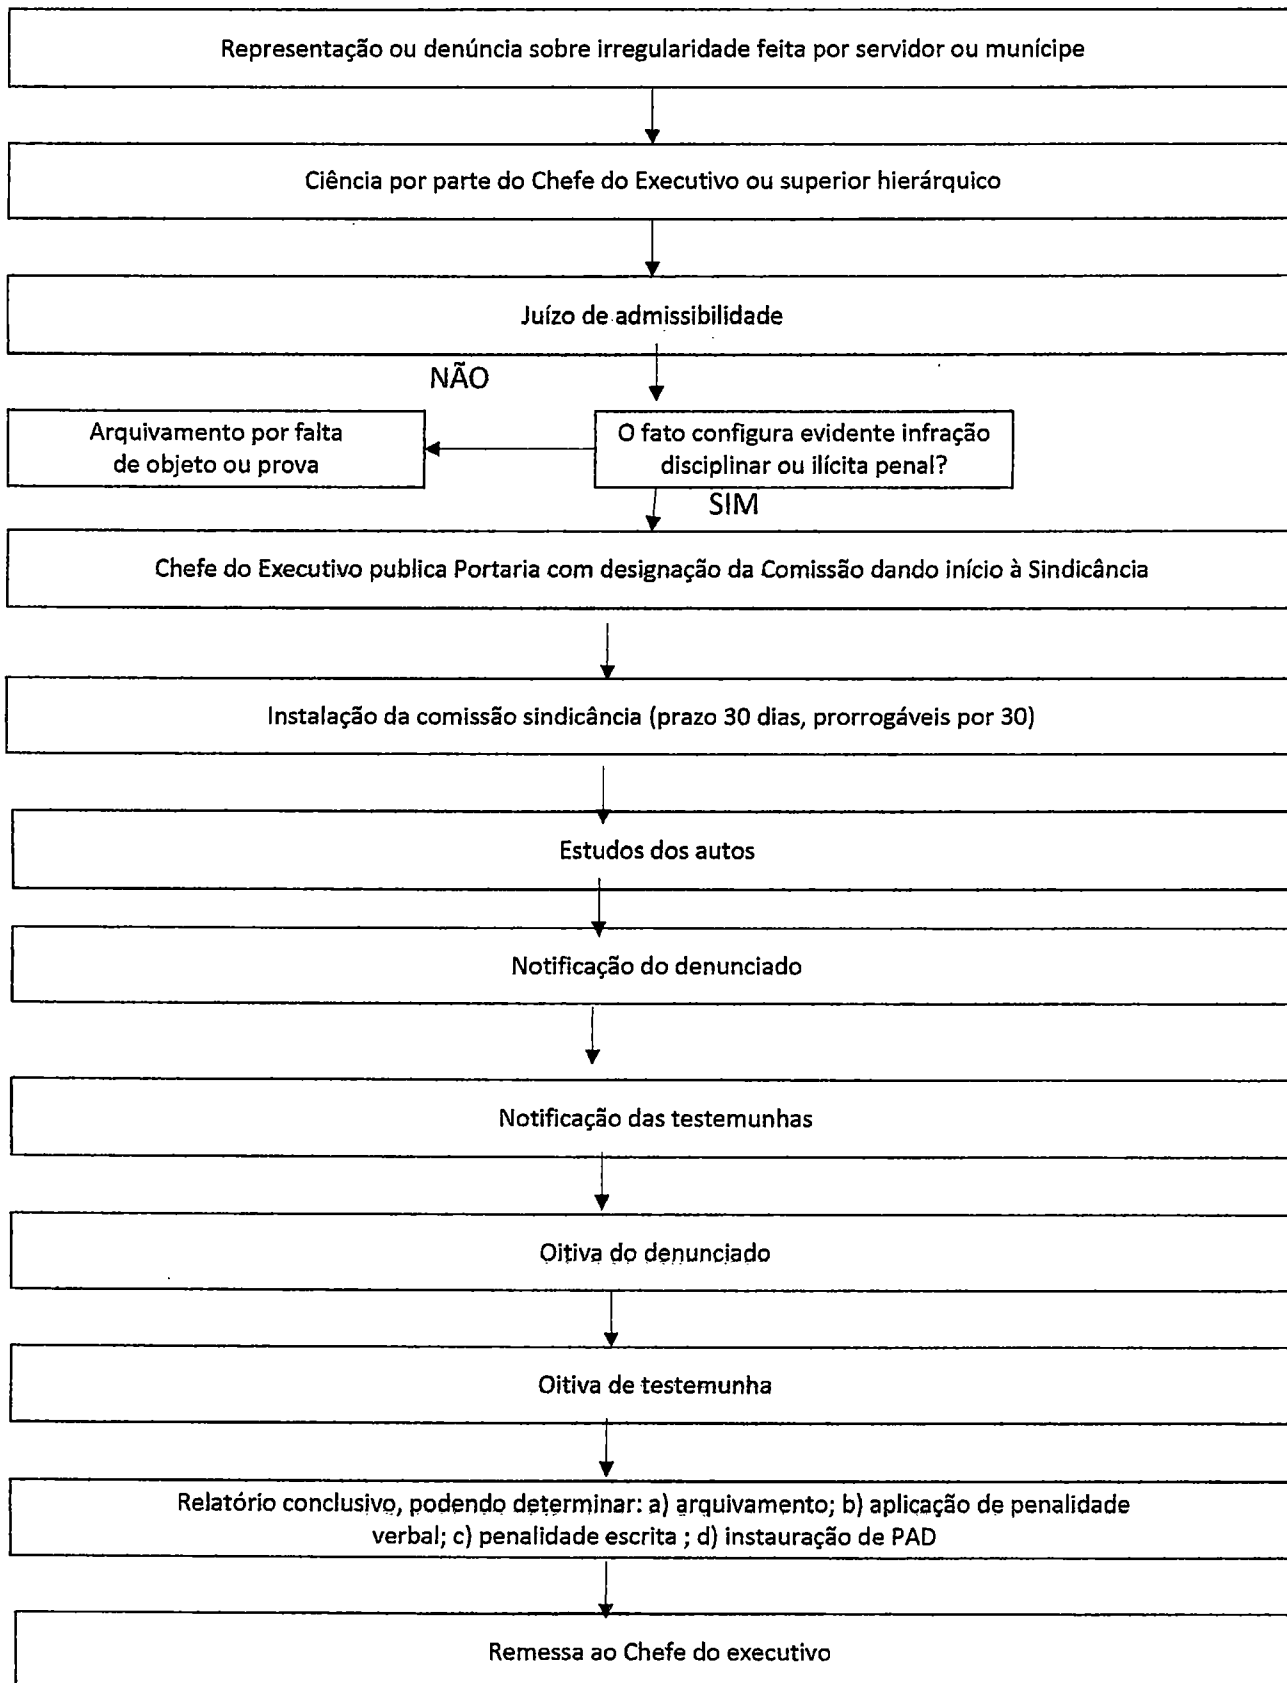 Representação ou denúncia sobre irregularidade feita por servidor ou munícipe
Ciência por parte do Chefe do Executivo ou superior hierárquico
Juízo de admissibilidade
NÃO
Arquivamento por falta
de objeto ou prova
O fato configura evidente infração
disciplinar ou ilícita penal?
SIM
Chefe do Executivo publica Portaria com designação da Comissão dando início à Sindicância
Instalação da comissão sindicância (prazo 30 dias, prorrogáveis por 30)
Estudos dos autos
Notificação do denunciado
Notificação das testemunhas
Oitiva do denunciado
Oitiva de testemunha
Relatório conclusivo, podendo determinar: a) arquivamento; b) aplicação de penalidade
verbal; c) penalidade escrita ; d) instauração de PAD
Remessa ao Chefe do executivo